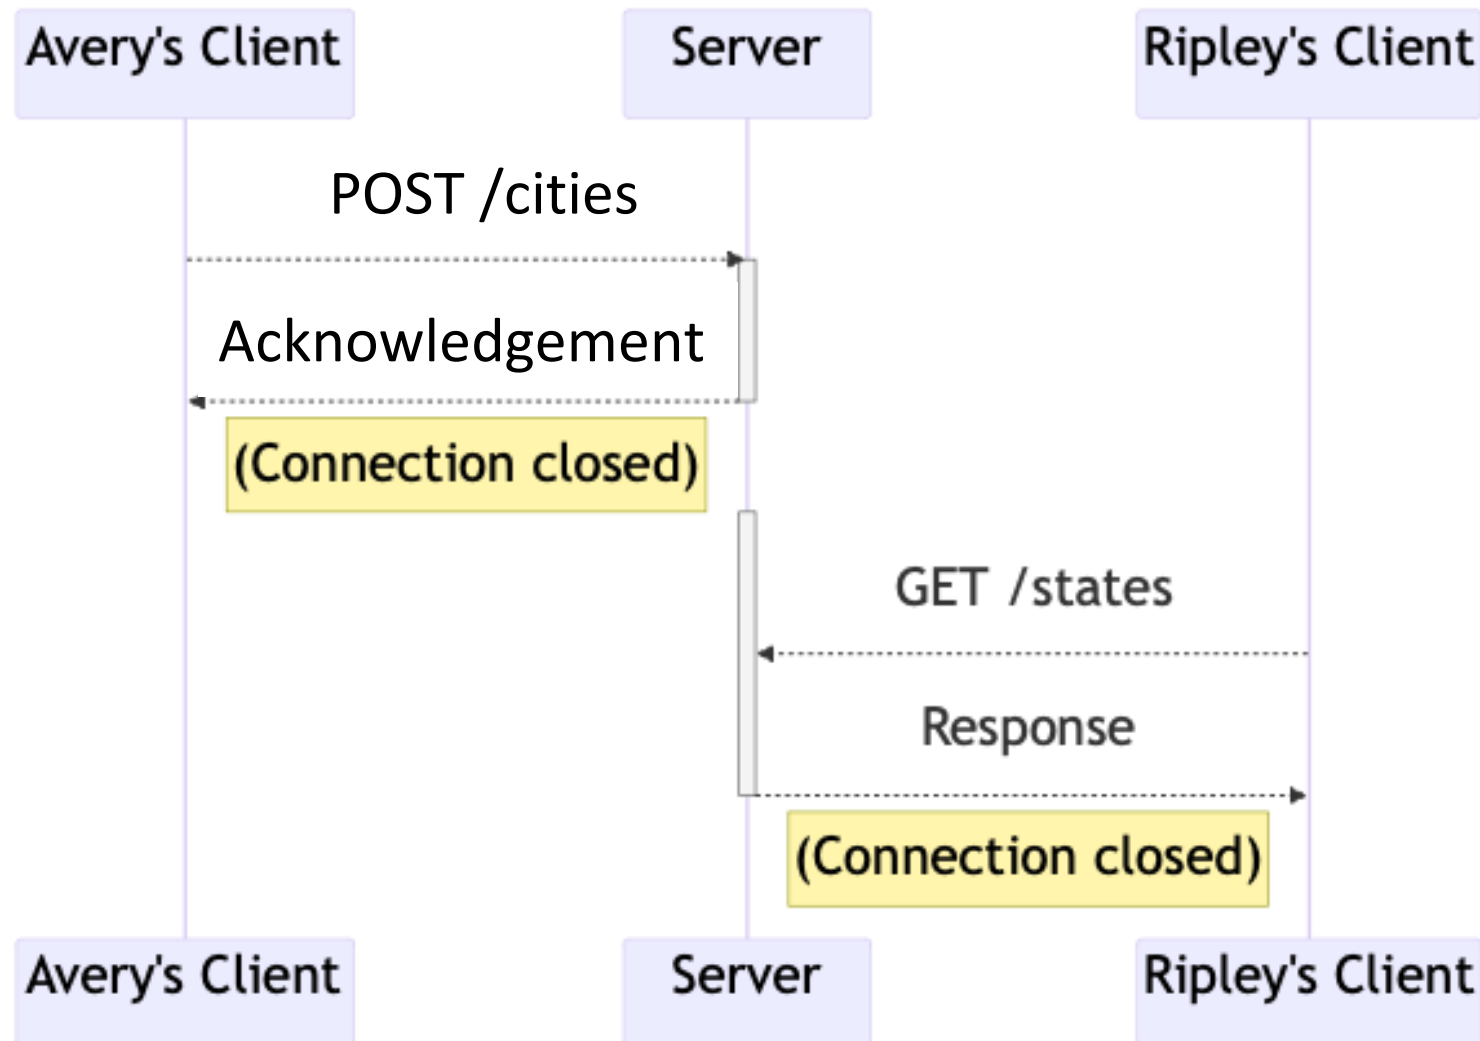 Avery's Client
Server
Ripley's Client
POST /cities
Acknowledgement
(Connection closed)
GET /states
Response
(Connection closed)
Avery's Client
Server
Ripley's Client